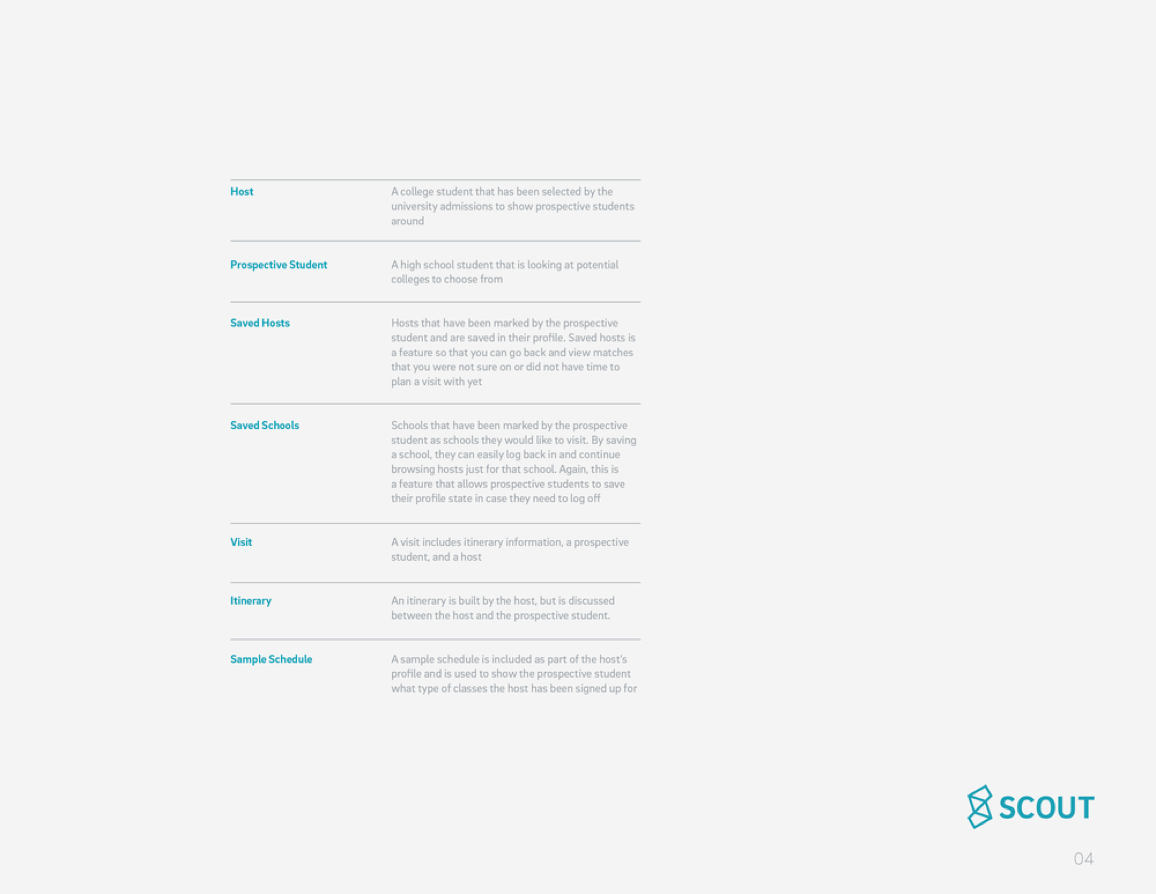 Host
A college student that has been selected by the
university admissions to show prospective students
around
Prospective Student
A high school student that is looking at potential
colleges to choose from
Saved Hosts
Hosts that have been marked by the prospective
student and are saved in their profile. Saved hosts is
a feature so that you can go back and view matches
that you were not sure on or did not have time to
plan a visit with yet
Saved Schools
Schools that have been marked by the prospective
student as schools they would like to visit. By saving
a school, they can easily log back in and continue
browsing hosts just for that school. Again, this is
a feature that allows prospective students to save
their profile state in case they need to log off
Visit
A visit includes itinerary information, a prospective
student, and a host
Itinerary
An itinerary is built by the host, but is discussed
between the host and the prospective student.
Sample Schedule
A sample schedule is included as part of the host's
profile and is used to show the prospective student
what type of classes the host has been signed up for
SCOUT
04